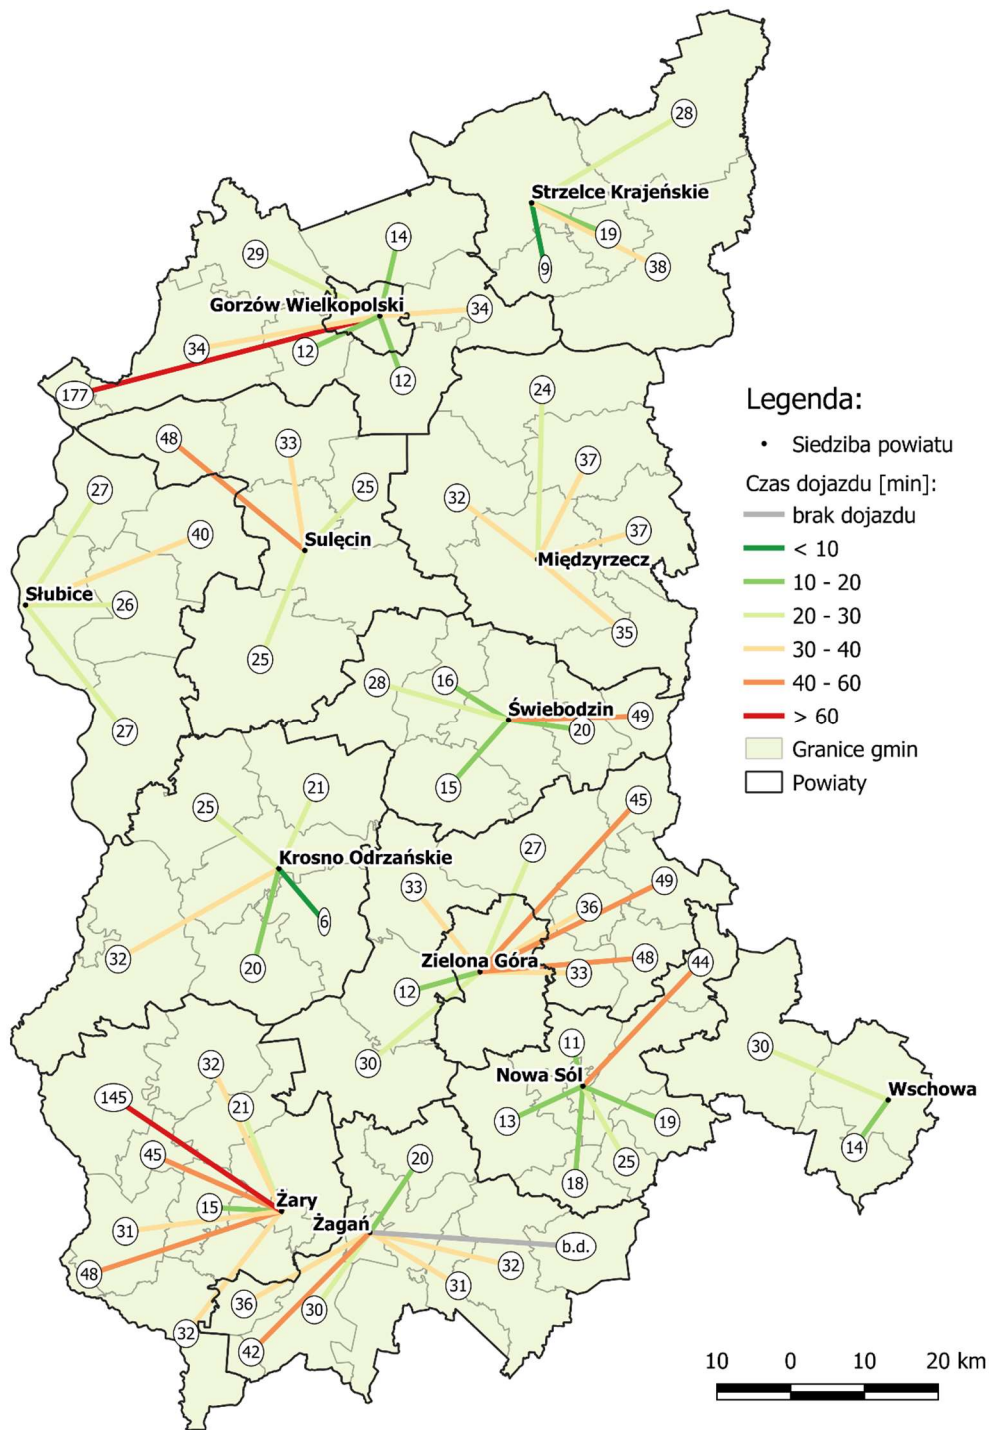 28
Strzelce Krajeńskie
19
9
38
14
29
Gorzów Wielkopolski
34
34
12
12
177
24
48
33
37
27
25
32
40
37
Sulęcin
Międzyrzecz
Słubice
26
35
25
16
28
Świebodzin
49
20
27
15
21
25
45
Krosno Odrzańskie
27
33
49
36
6
32
20
Zielona Góra
48
44
33
12
11
30
30
32
Nowa Sól
Wschowa
145
21
13
19
14
45
20
25
18
Żary
15
Żagań
31
b.d.
32
48
31
36
30
32
42
Legenda:
Siedziba powiatu
Czas dojazdu [min]:
brak dojazdu
< 10
10 - 20
20 - 30
30 - 40
40 - 60
> 60
Granice gmin
Powiaty
10 0 10 20 km